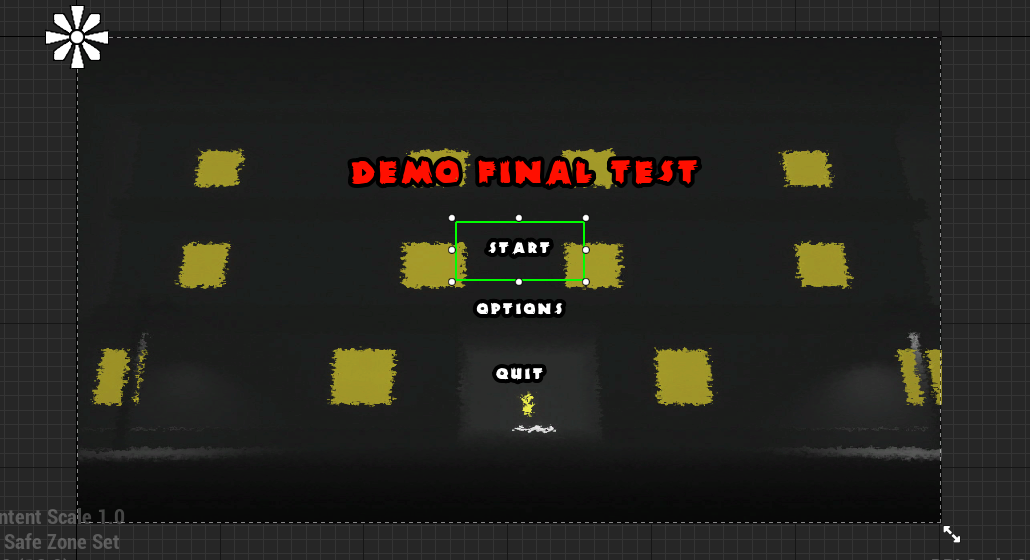 DEMO FINAL TEST
START
OPTIONS
QUIT
ntent Scale 1.0
Safe Zone Set